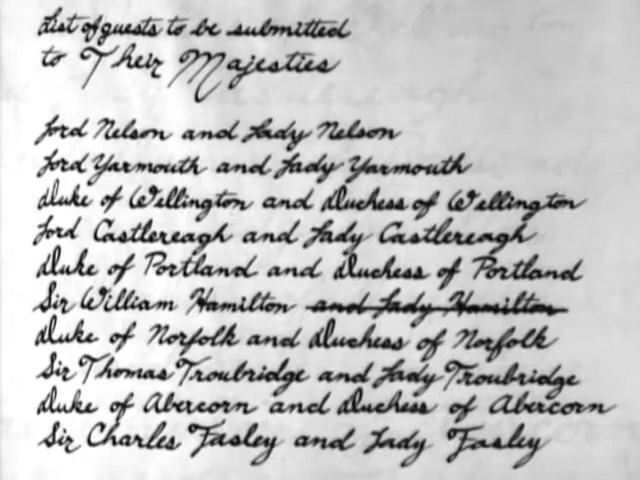 List of guests to be submitted
to Their Majesties
Lord Nelson and Lady Nelson
Lord Yarmouth and Lady Yarmouth
Duke of Wellington and Duchess of Wellington
Lord Castlereagh and Lady Castlereagh
Duke of Portland and Duchess of Portland
Sir William Hamilton and Lady Hamilton
Duke of Norfolk and Duchess of Norfolk
Sir Thomas Troubridge and Lady Troubridge
Duke of Abercorn and Duchess of Abercorn
Sir Charles Fasley and Lady Fasley